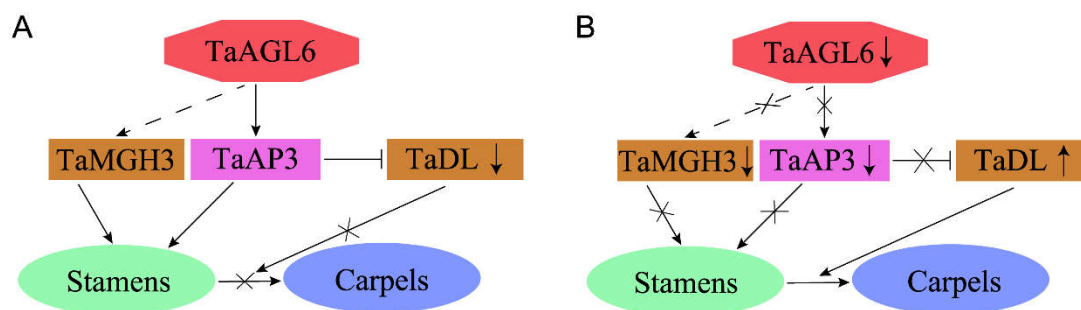 A
TaAGL6
TaMGH3 TaAP3 TaDL ↓
Stamens Carpels
B
TaAGL6 ↓
TaMGH3 ↓ TaAP3 ↓ TaDL ↑
Stamens Carpels